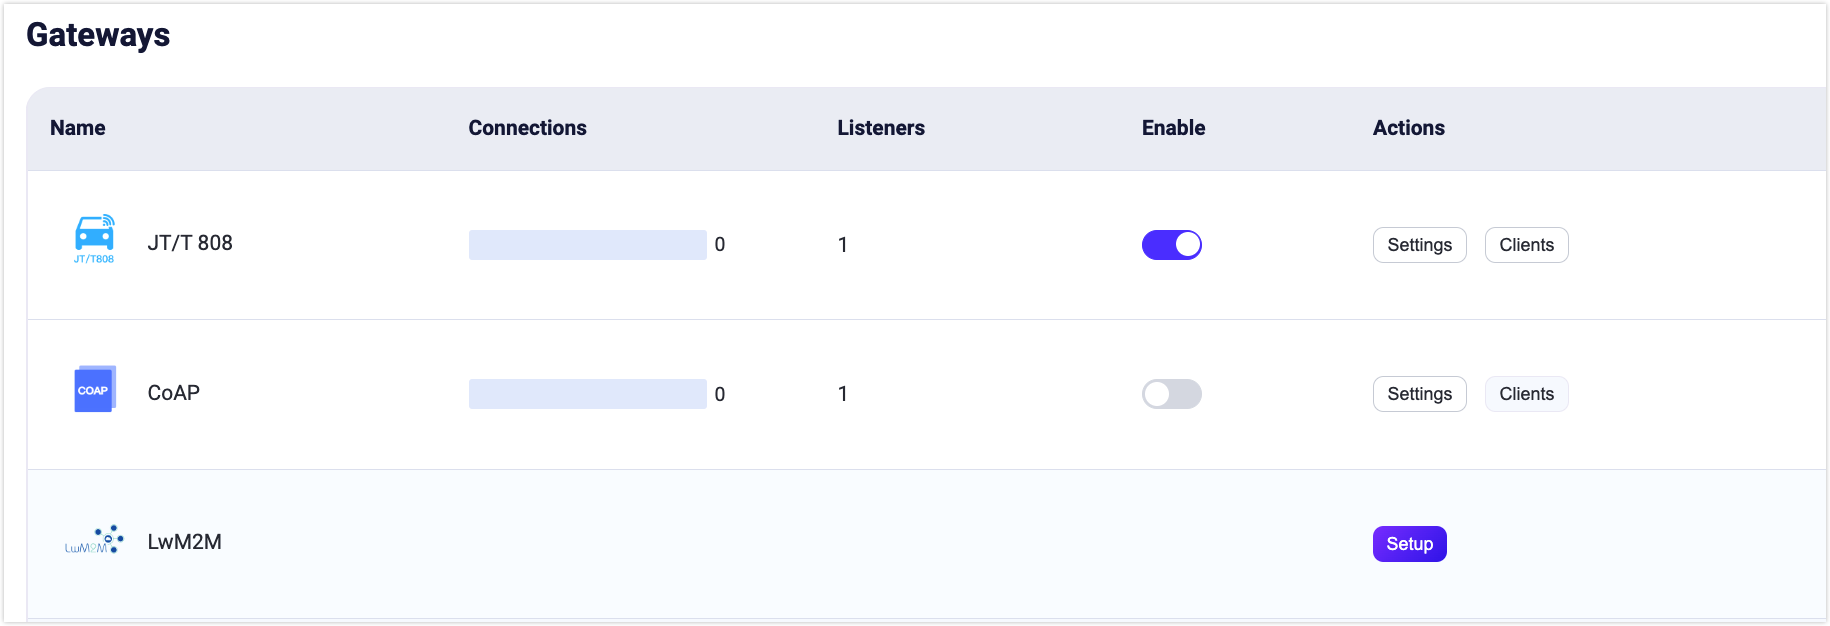 Gateways
Name Connections Listeners Enable Actions
JT/T808 JT/T 808 0 1 Settings Clients
COAP CoAP 0 1 Settings Clients
LwM2M LwM2M Setup